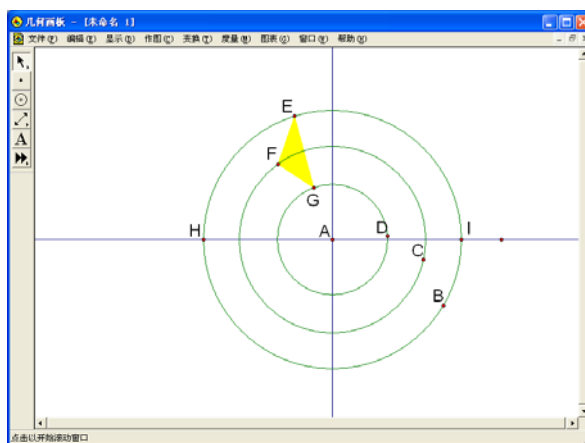 几何画板 - [未命名 1]
文件(F) 编辑(E) 显示(D) 作图(C) 变换(T) 度量(M) 图表(G) 窗口(W) 帮助(H)
A
E
F
G
H A D I
C
B
点击以开始滚动窗口